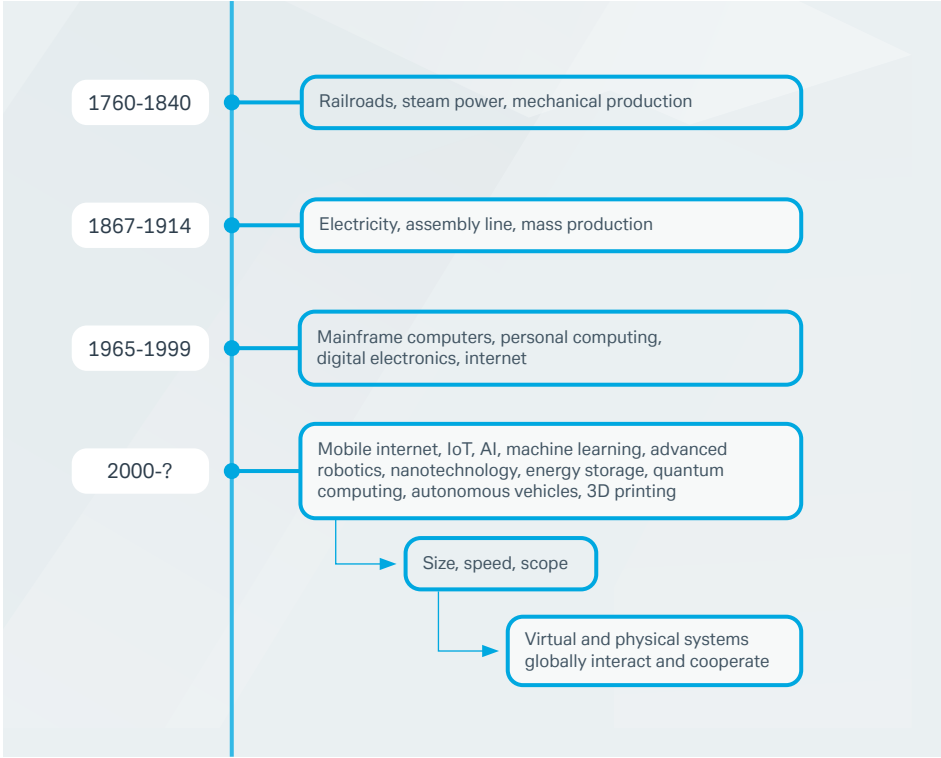 1760-1840
Railroads, steam power, mechanical production
1867-1914
Electricity, assembly line, mass production
1965-1999
Mainframe computers, personal computing,
digital electronics, internet
2000-?
Mobile internet, IoT, AI, machine learning, advanced
robotics, nanotechnology, energy storage, quantum
computing, autonomous vehicles, 3D printing
Size, speed, scope
Virtual and physical systems
globally interact and cooperate